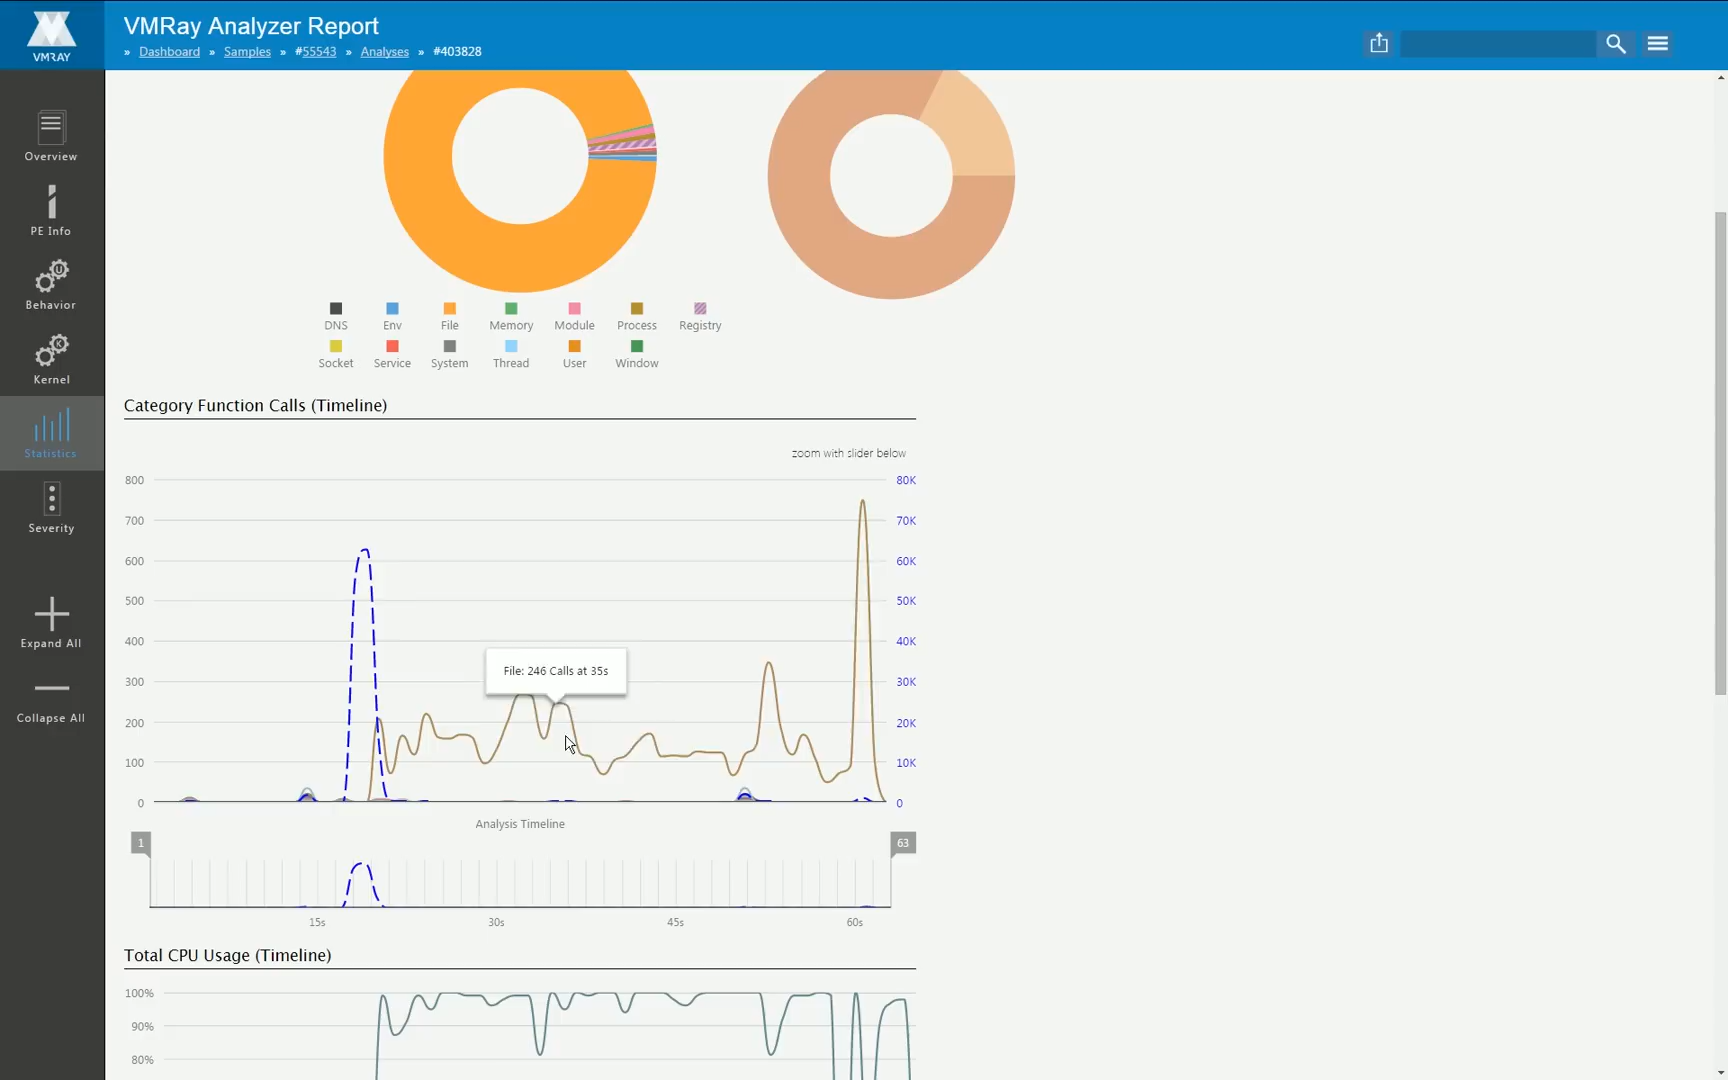 VMRay Analyzer Report
» Dashboard » Samples » #55543 » Analyses » #403828
VMRAY
Overview
PE Info
Behavior
Kernel
Statistics
Severity
Expand All
Collapse All
DNS Env File Memory Module Process Registry
Socket Service System Thread User Window
Category Function Calls (Timeline)
zoom with slider below
800 80K
700 70K
600 60K
500 50K
400 40K
300 30K
File: 246 Calls at 35s
200 20K
100 10K
0 0
Analysis Timeline
1 63
15s 30s 45s 60s
Total CPU Usage (Timeline)
100%
90%
80%